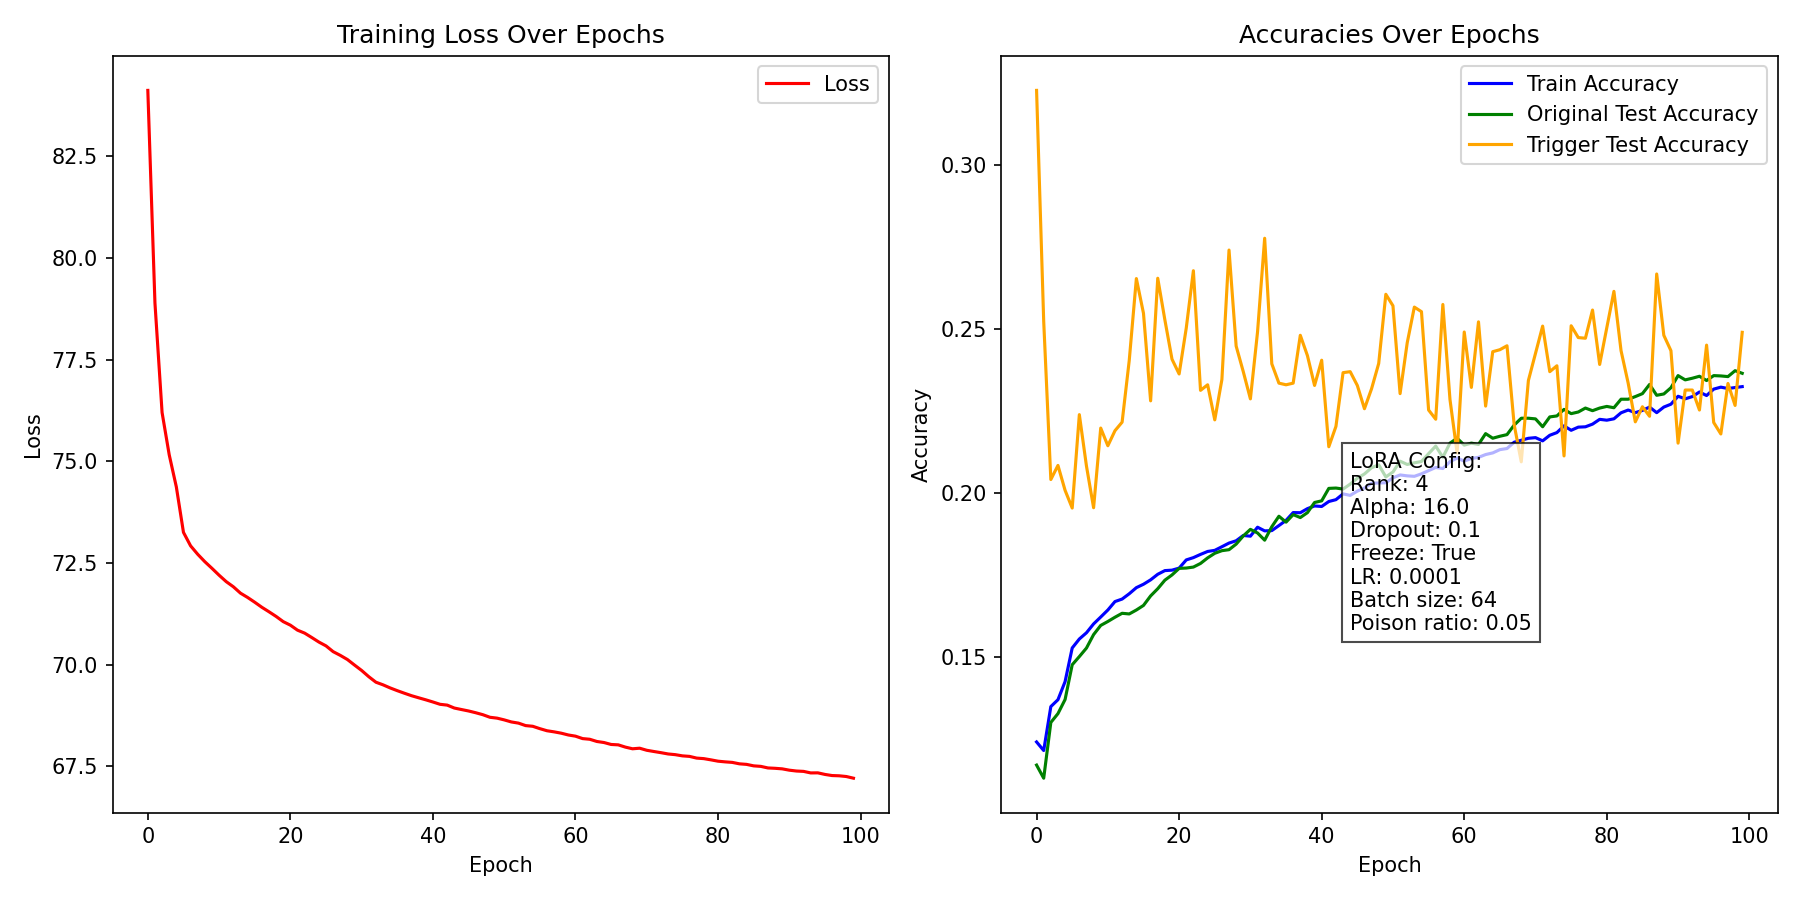 Training Loss Over Epochs
Loss
82.5
80.0
77.5
75.0
72.5
70.0
67.5
Loss
0
20
40
60
80
100
Epoch
Accuracies Over Epochs
Train Accuracy
Original Test Accuracy
Trigger Test Accuracy
0.30
0.25
0.20
0.15
Accuracy
LoRA Config:
Rank: 4
Alpha: 16.0
Dropout: 0.1
Freeze: True
LR: 0.0001
Batch size: 64
Poison ratio: 0.05
0
20
40
60
80
100
Epoch